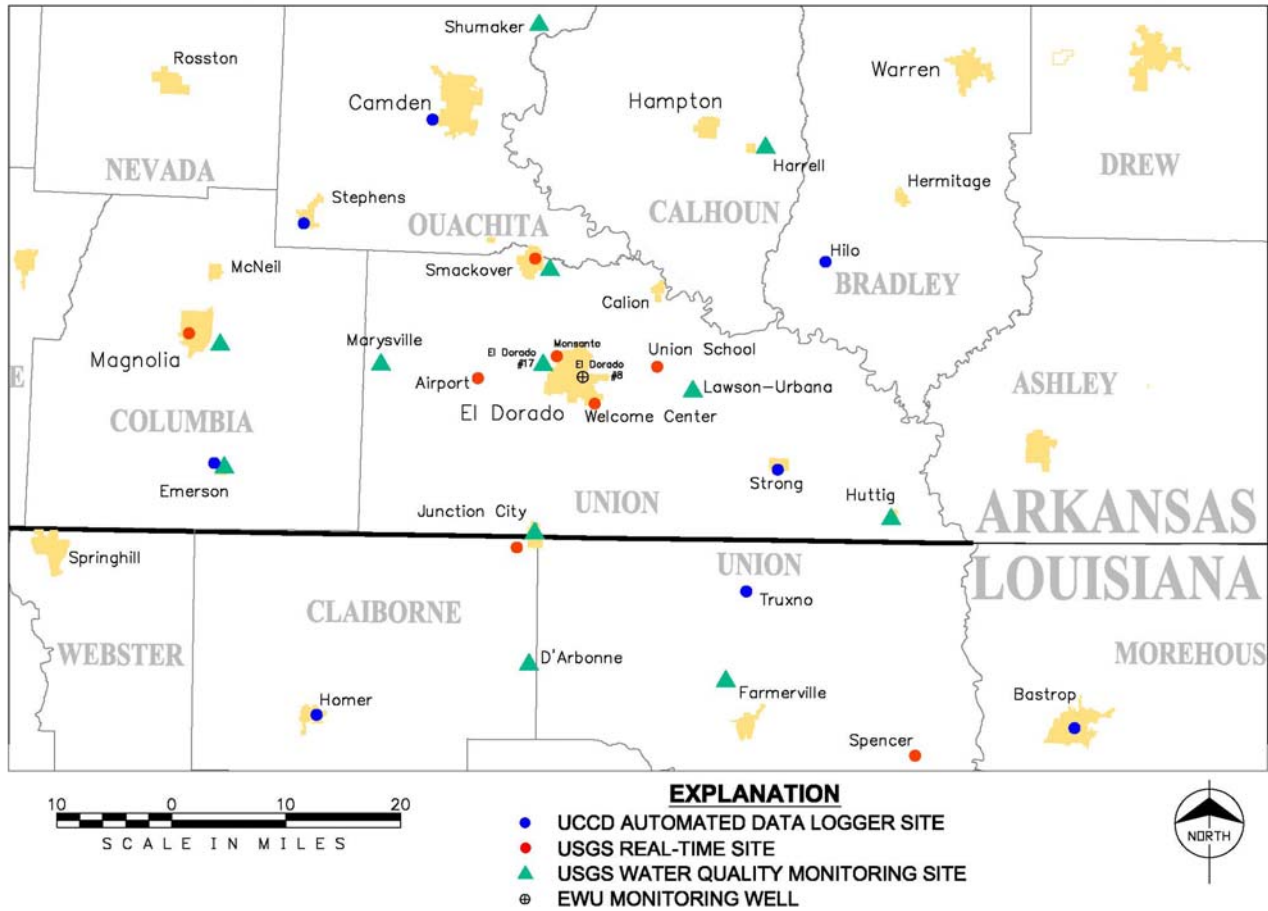 Shumaker
Rosston
Warren
Camden
Hampton
NEVADA
Harrell
DREW
Hermitage
Stephens
OUACHITA
CALHOUN
Hilo
McNeil
Smackover
BRADLEY
Calion
Marysville
Monsanto
El Dorado
#17
El Dorado
#8
Union School
Magnolia
Airport
Lawson-Urbana
ASHLEY
E
El Dorado
Welcome Center
COLUMBIA
Emerson
Strong
Huttig
UNION
Junction City
ARKANSAS
Springhill
UNION
LOUISIANA
Truxno
CLAIBORNE
WEBSTER
D'Arbonne
MOREHOUS
Farmerville
Homer
Bastrop
Spencer
10 0 10 20
SCALE IN MILES
EXPLANATION
UCCD AUTOMATED DATA LOGGER SITE
USGS REAL-TIME SITE
USGS WATER QUALITY MONITORING SITE
EWU MONITORING WELL
NORTH